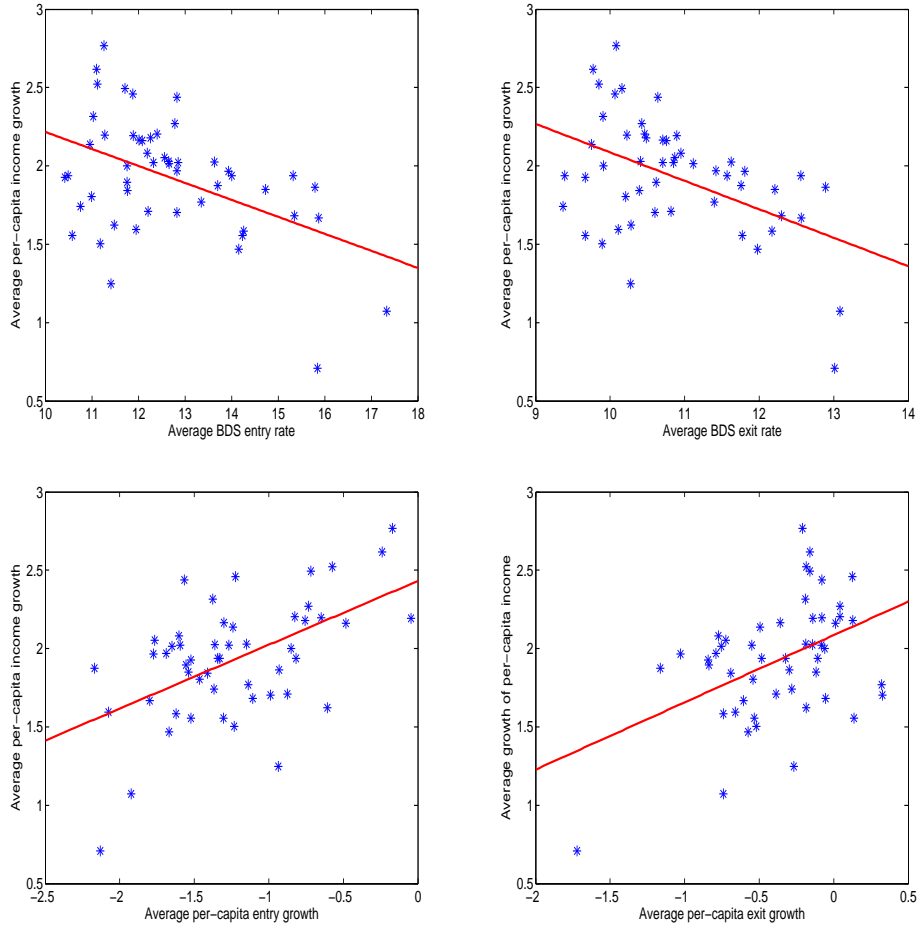 3
2.5
2
1.5
1
0.5
Average per-capita income growth
10 11 12 13 14 15 16 17 18
Average BDS entry rate
3
2.5
2
1.5
1
0.5
Average per-capita income growth
9 10 11 12 13 14
Average BDS exit rate
3
2.5
2
1.5
1
0.5
Average per-capita income growth
−2.5 −2 −1.5 −1 −0.5 0
Average per-capita entry growth
3
2.5
2
1.5
1
0.5
Average growth of per-capita income
−2 −1.5 −1 −0.5 0 0.5
Average per-capita exit growth